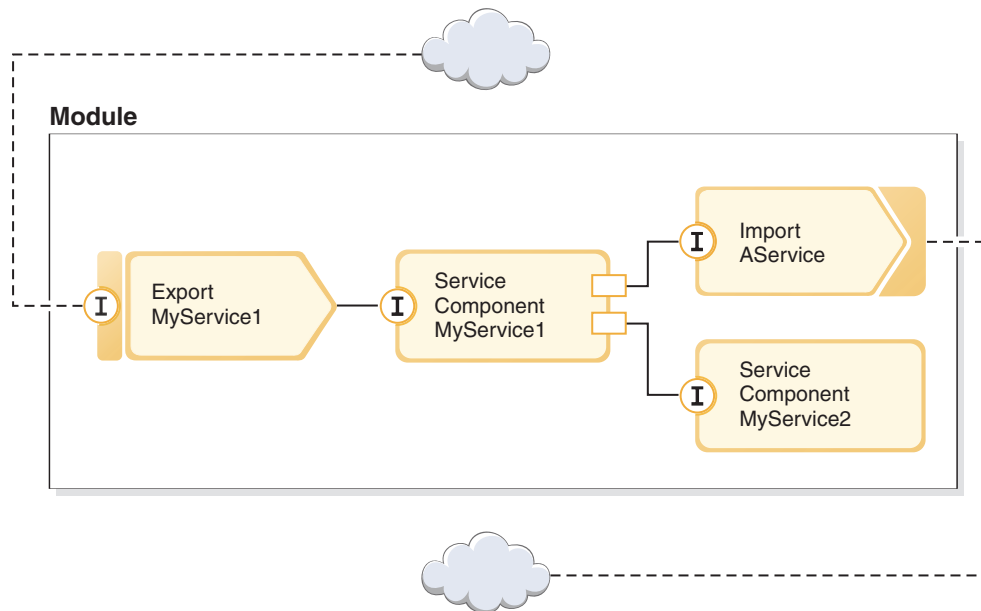 Module
Export
MyService1
Service
Component
MyService1
Import
AService
Service
Component
MyService2
I
I
I
I